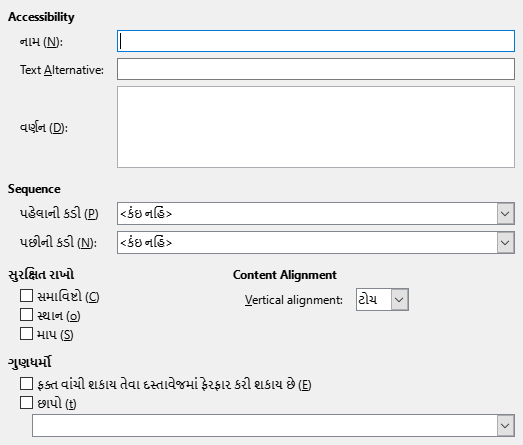 Accessibility
નામ (N):
Text Alternative:
વર્ણન (D):
Sequence
પહેલાની કડી (P)
<કંઇ નહિં>
પછીની કડી (N):
<કંઇ નહિં>
સુરક્ષિત રાખો
સમાવિષ્ટો (C)
સ્થાન (o)
માપ (S)
Content Alignment
Vertical alignment: ટોચ
ગુણધર્મો
ફક્ત વાંચી શકાય તેવા દસ્તાવેજમાં ફેરફાર કરી શકાય છે (E)
છાપો (t)